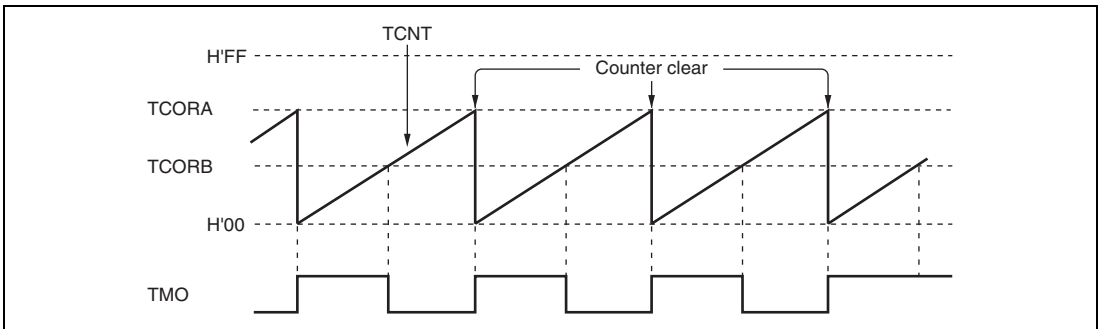 TCNT
H'FF
Counter clear
TCORA
TCORB
H'00
TMO